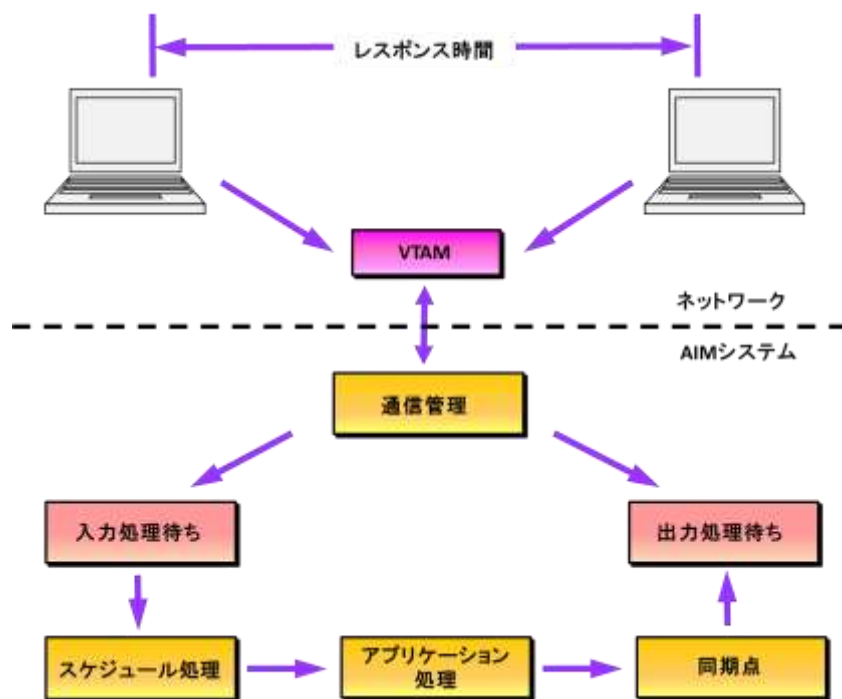 レスポンス時間
VTAM
ネットワーク
AIMシステム
通信管理
入力処理待ち
出力処理待ち
スケジュール処理
アプリケーション
処理
同期点